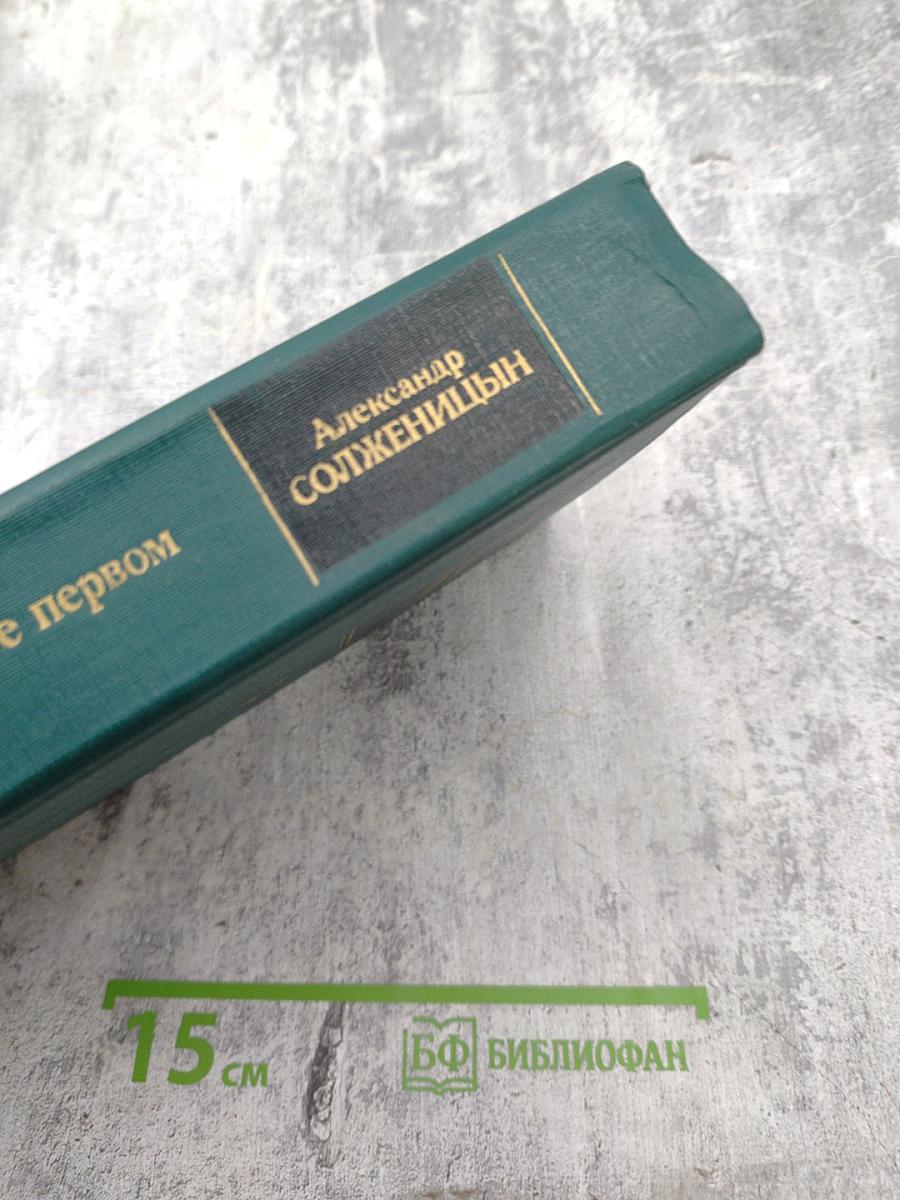 Александр
СОЛЖЕНИЦЫН
е первом
15 см
БФ БИБЛИОФАН